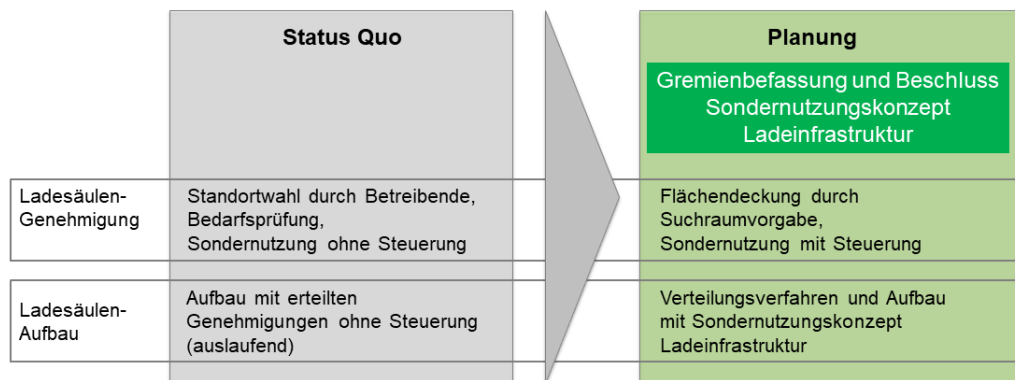 Status Quo
Planung
Gremienbefassung und Beschluss
Sondernutzungskonzept
Ladeinfrastruktur
Ladesäulen-
Genehmigung
Standortwahl durch Betreibende,
Bedarfsprüfung,
Sondernutzung ohne Steuerung
Flächendeckung durch
Suchraumvorgabe,
Sondernutzung mit Steuerung
Ladesäulen-
Aufbau
Aufbau mit erteilten
Genehmigungen ohne Steuerung
(auslaufend)
Verteilungsverfahren und Aufbau
mit Sondernutzungskonzept
Ladeinfrastruktur